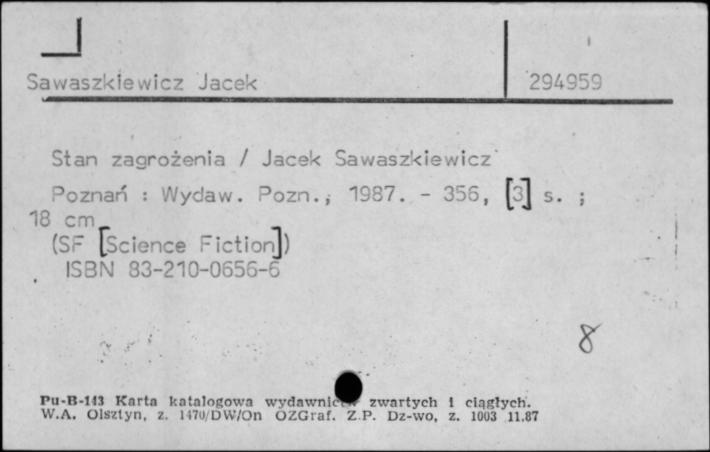 Sawaszkiewicz Jacek 294959
Stan zagrożenia / Jacek Sawaszkiewicz
Poznań : Wydaw. Pozn., 1987. - 356, [3] s. ;
18 cm
(SF [Science Fiction])
ISBN 83-210-0656-6
8
Pu-B-143 Karta katalogowa zwartych i ciągłych.
W.A. Olsztyn, z. 1470/DW/On OZGraf. Z.P. Dz-wo, z. 1003 11.87